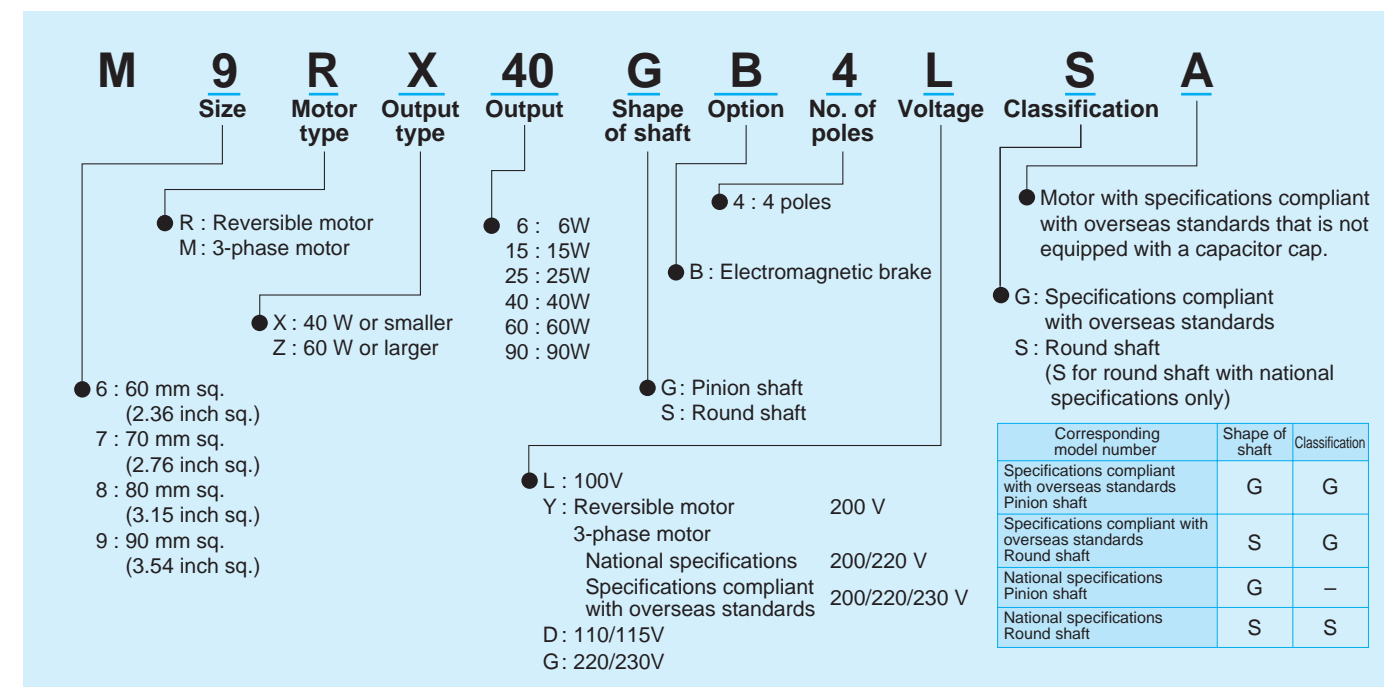 M 9 R X 40 G B 4 L S A
Size Motor type Output type Output Shape of shaft Option No. of poles Voltage Classification
R : Reversible motor
M : 3-phase motor
X : 40 W or smaller
Z : 60 W or larger
6 : 60 mm sq.
(2.36 inch sq.)
7 : 70 mm sq.
(2.76 inch sq.)
8 : 80 mm sq.
(3.15 inch sq.)
9 : 90 mm sq.
(3.54 inch sq.)
6 : 6W
15 : 15W
25 : 25W
40 : 40W
60 : 60W
90 : 90W
4 : 4 poles
B : Electromagnetic brake
G : Pinion shaft
S : Round shaft
L : 100V
Y : Reversible motor 200 V
3-phase motor
National specifications 200/220 V
Specifications compliant
with overseas standards 200/220/230 V
D : 110/115V
G : 220/230V
Motor with specifications compliant
with overseas standards that is not
equipped with a capacitor cap.
G : Specifications compliant
with overseas standards
S : Round shaft
(S for round shaft with national
specifications only)
Corresponding
model number
Shape of
shaft
Classification
Specifications compliant
with overseas standards
Pinion shaft
G G
Specifications compliant with
overseas standards
Round shaft
S G
National specifications
Pinion shaft
G –
National specifications
Round shaft
S S